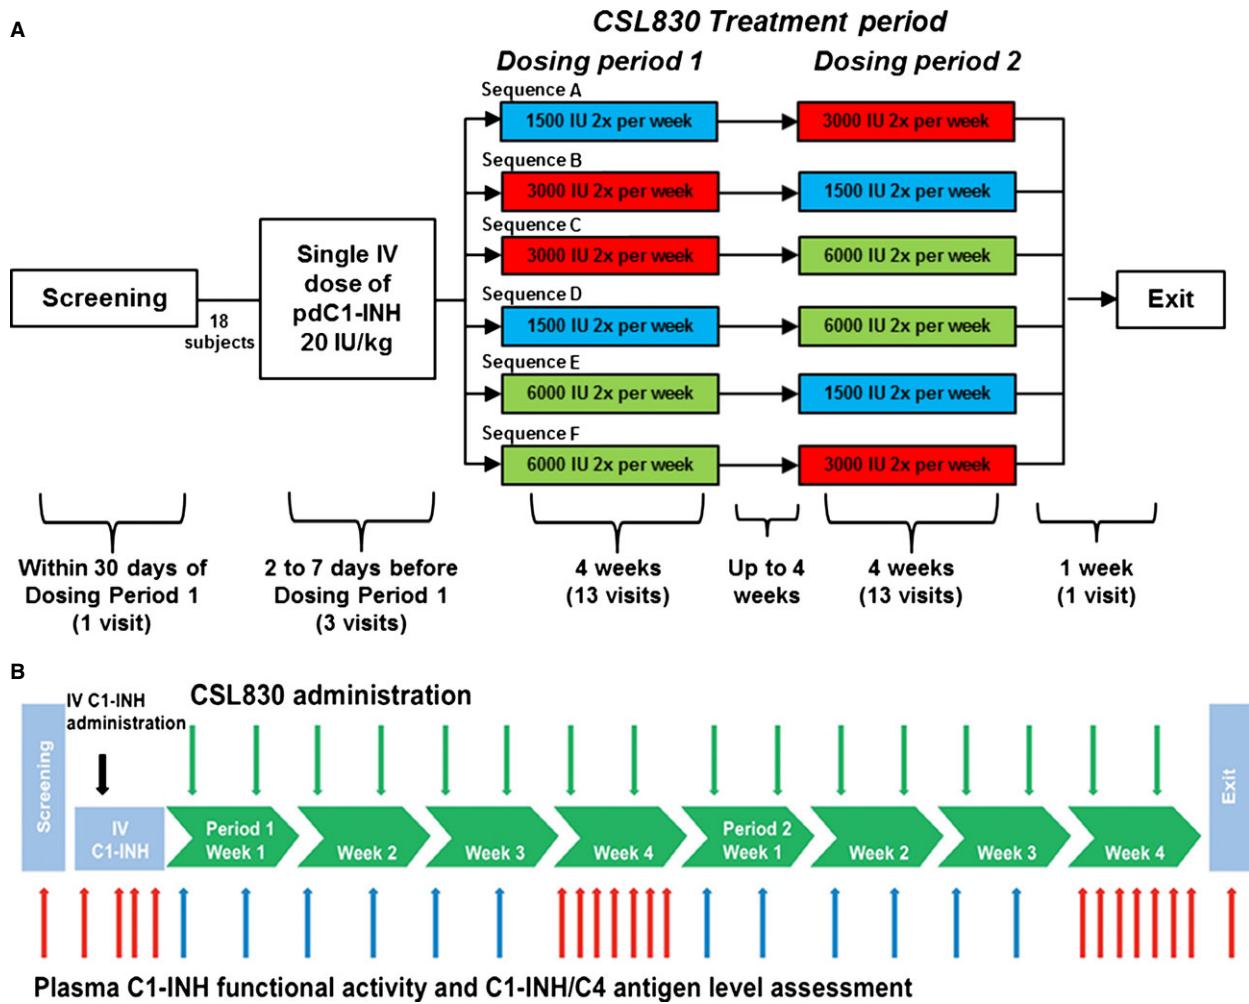 A
CSL830 Treatment period
Dosing period 1
Dosing period 2
Sequence A
1500 IU 2x per week
3000 IU 2x per week
Sequence B
3000 IU 2x per week
1500 IU 2x per week
Sequence C
3000 IU 2x per week
6000 IU 2x per week
Sequence D
1500 IU 2x per week
6000 IU 2x per week
Sequence E
6000 IU 2x per week
1500 IU 2x per week
Sequence F
6000 IU 2x per week
3000 IU 2x per week
Screening
18
subjects
Single IV
dose of
pdC1-INH
20 IU/kg
Exit
Within 30 days of
Dosing Period 1
(1 visit)
2 to 7 days before
Dosing Period 1
(3 visits)
4 weeks
(13 visits)
Up to 4
weeks
4 weeks
(13 visits)
1 week
(1 visit)
B
IV C1-INH
administration
CSL830 administration
Screening
IV
C1-INH
Period 1
Week 1
Week 2
Week 3
Week 4
Period 2
Week 1
Week 2
Week 3
Week 4
Exit
Plasma C1-INH functional activity and C1-INH/C4 antigen level assessment